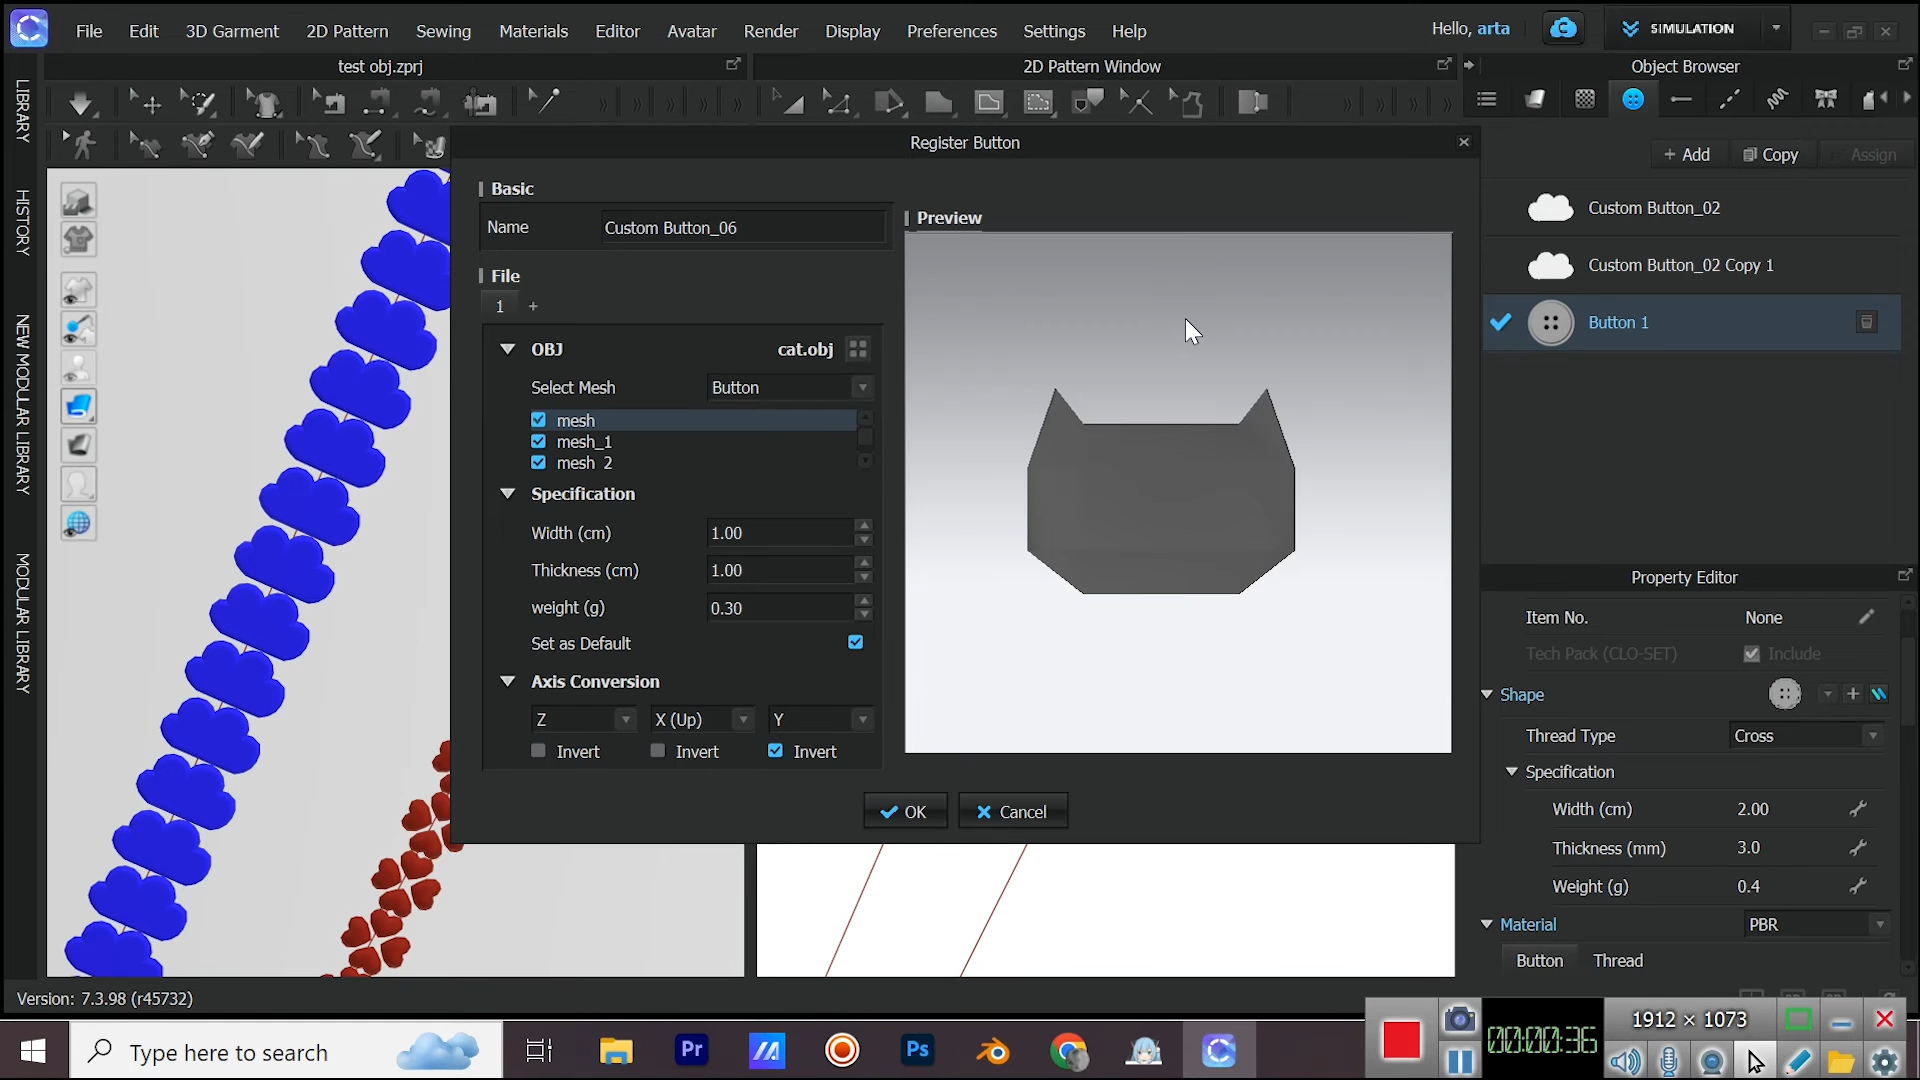 File Edit 3D Garment 2D Pattern Sewing Materials Editor Avatar Render Display Preferences Settings Help Hello, arta SIMULATION
test obj.zprj 2D Pattern Window Object Browser
LIBRARY
HISTORY
NEW MODULAR LIBRARY
MODULAR LIBRARY
Register Button
+ Add Copy Assign
Basic
Name Custom Button_06
Preview
File
1 +
OBJ cat.obj
Select Mesh Button
mesh
mesh_1
mesh 2
Specification
Width (cm) 1.00
Thickness (cm) 1.00
weight (g) 0.30
Set as Default
Axis Conversion
Z X (Up) Y
Invert Invert Invert
OK Cancel
Custom Button_02
Custom Button_02 Copy 1
Button 1
Property Editor
Item No. None
Tech Pack (CLO-SET) Include
Shape
Thread Type Cross
Specification
Width (cm) 2.00
Thickness (mm) 3.0
Weight (g) 0.4
Material PBR
Button Thread
Version: 7.3.98 (r45732)
Type here to search
Pr
Ps
00:00:36
1912 × 1073